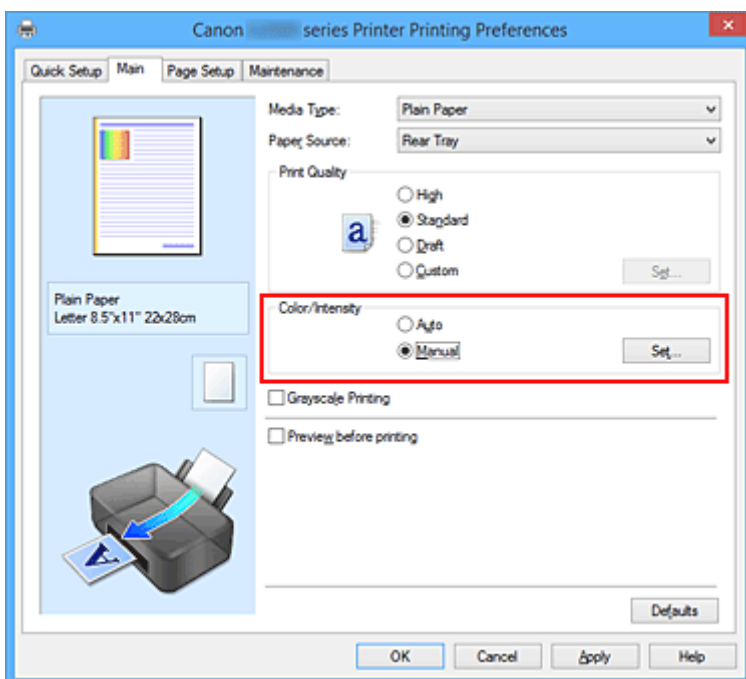 Canon series Printer Printing Preferences
Quick Setup Main Page Setup Maintenance
Media Type: Plain Paper
Paper Source: Rear Tray
Print Quality
High
Standard
Draft
Custom Set...
a
Plain Paper
Letter 8.5"x11" 22x28cm
Color/Intensity
Auto
Manual Set...
Grayscale Printing
Preview before printing
A
Defaults
OK Cancel Apply Help